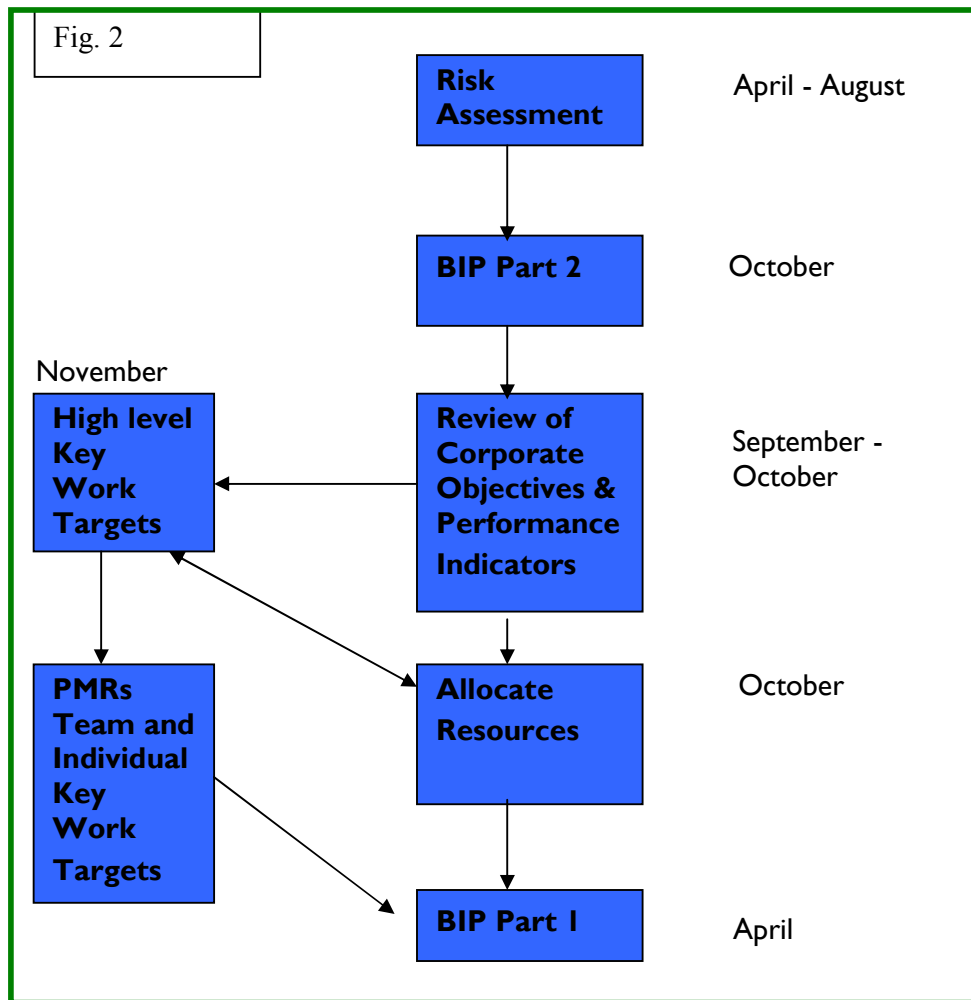 Fig. 2
Risk
Assessment
April - August
BIP Part 2
October
November
High level
Key
Work
Targets
Review of
Corporate
Objectives &
Performance
Indicators
September -
October
PMRs
Team and
Individual
Key
Work
Targets
Allocate
Resources
October
BIP Part 1
April